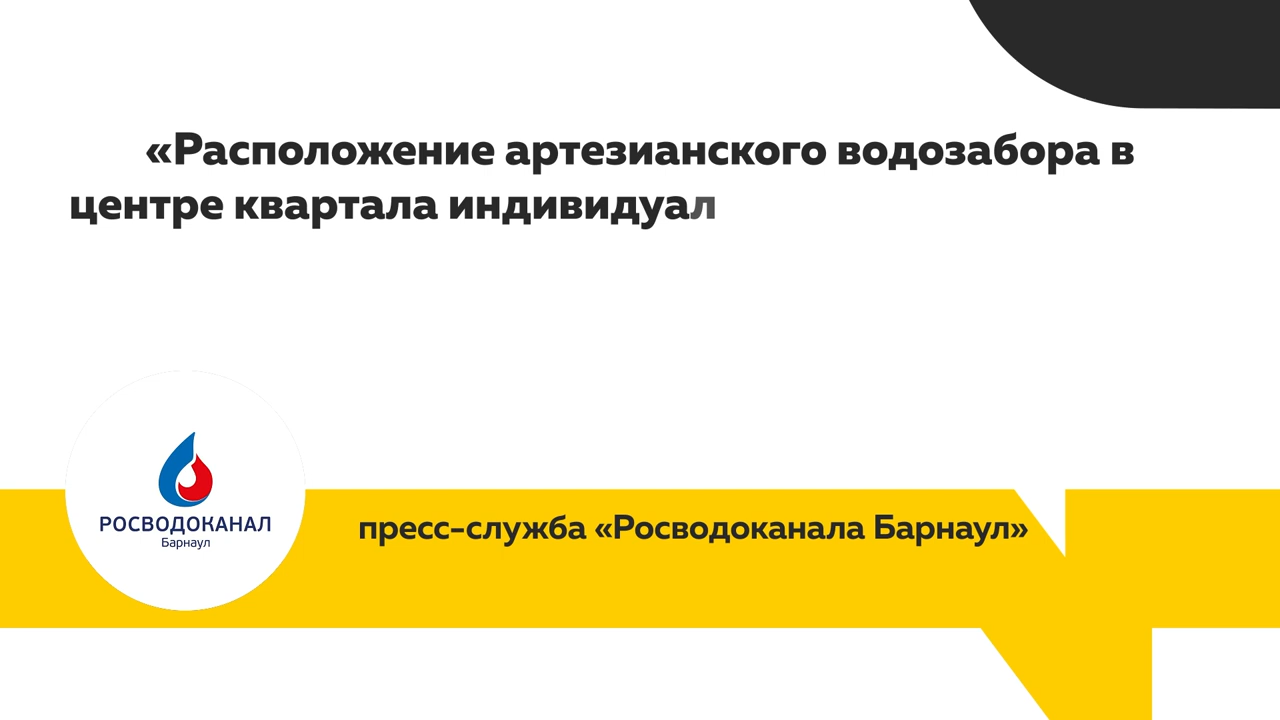 «Расположение артезианского водозабора в
центре квартала индивидуал
РОСВОДОКАНАЛ
Барнаул
пресс-служба «Росводоканала Барнаул»